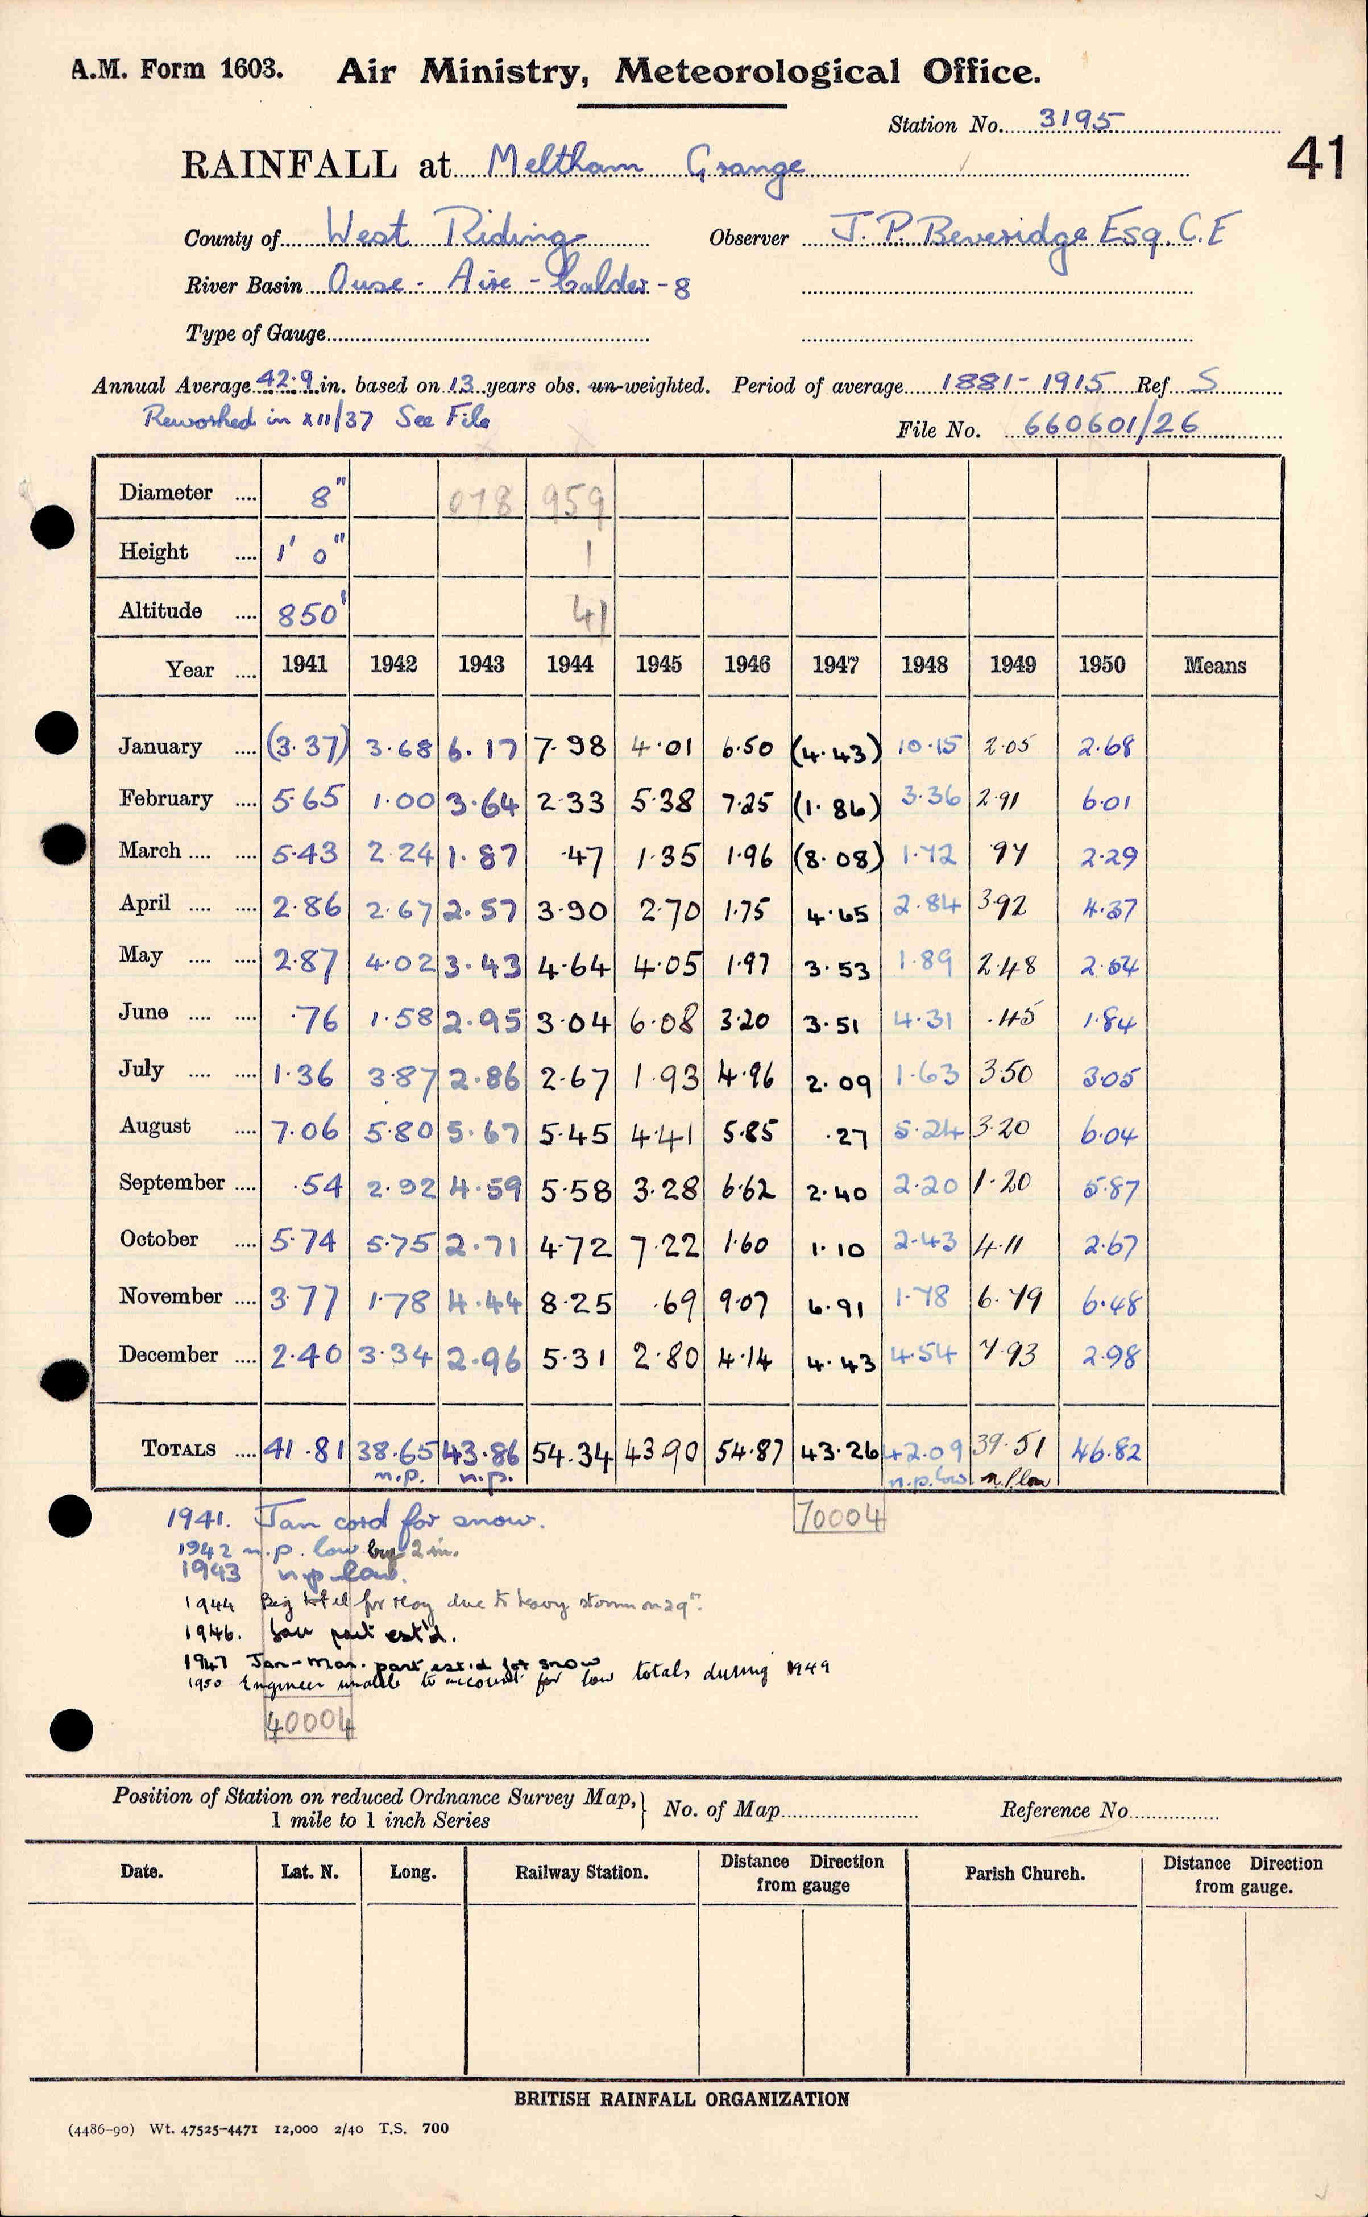 A.M. Form 1603. Air Ministry, Meteorological Office.
Station No. 3195
41
RAINFALL at Meltham Grange
County of West Riding Observer J. P. Beveridge Esq. C.E
River Basin Ouse - Aire - Calder - 8
Type of Gauge
Annual Average 42.9 in. based on 13 years obs. un-weighted. Period of average 1881-1915 Ref S
Reworked in XII/37 See File
File No. 660601/26
Diameter .... 8" 078 959
Height .... 1' 0" 1
Altitude .... 850' 41
Year .... 1941 1942 1943 1944 1945 1946 1947 1948 1949 1950 Means
January .... (3.37) 3.68 6.17 7.98 4.01 6.50 (4.43) 10.15 2.05 2.68
February .... 5.65 1.00 3.64 2.33 5.38 7.25 (1.86) 3.36 2.91 6.01
March .... .... 5.43 2.24 1.87 .47 1.35 1.96 (8.08) 1.72 .97 2.29
April .... .... 2.86 2.67 2.57 3.90 2.70 1.75 4.65 2.84 3.92 4.37
May .... .... 2.87 4.02 3.43 4.64 4.05 1.97 3.53 1.89 2.48 2.54
June .... .... .76 1.58 2.95 3.04 6.08 3.20 3.51 4.31 .45 1.84
July .... .... 1.36 3.87 2.86 2.67 1.93 4.96 2.09 1.63 3.50 3.05
August .... 7.06 5.80 5.67 5.45 4.41 5.85 .27 5.24 3.20 6.04
September .... .54 2.92 4.59 5.58 3.28 6.62 2.40 2.20 1.20 5.87
October .... 5.74 5.75 2.71 4.72 7.22 1.60 1.10 2.43 4.11 2.67
November .... 3.77 1.78 4.44 8.25 .69 9.07 6.91 1.78 6.79 6.48
December .... 2.40 3.34 2.96 5.31 2.80 4.14 4.43 4.54 7.93 2.98
TOTALS .... 41.81 38.65 43.86 54.34 43.90 54.87 43.26 42.09 39.51 46.82
n.p. n.p. n.p. low. n.p. low
70004
1941. Jan cord for snow.
1942 n.p. low by 2 in.
1943 n.p low.
1944 Big total for May due to heavy storm on 29th.
1946. part est'd.
1947 Jan-Mar. part est.d for snow
1950 Engineer unable to account for low totals during 1949
40004
Position of Station on reduced Ordnance Survey Map, } No. of Map Reference No
1 mile to 1 inch Series
Date. Lat. N. Long. Railway Station. Distance Direction from gauge Parish Church. Distance Direction from gauge.
BRITISH RAINFALL ORGANIZATION
(4486-90) Wt. 47525-4471 12,000 2/40 T.S. 700